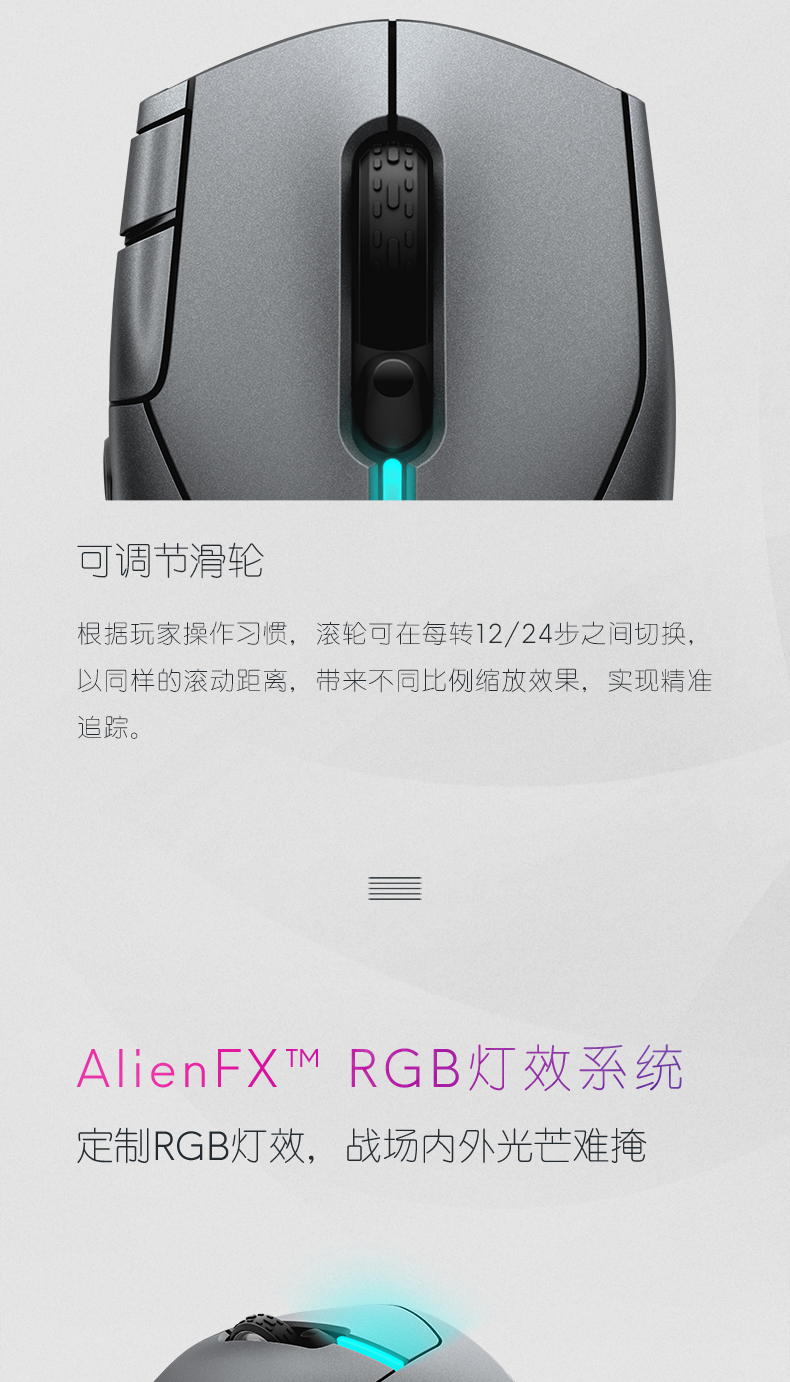 可调节滑轮
根据玩家操作习惯，滚轮可在每转12/24步之间切换，
以同样的滚动距离，带来不同比例缩放效果，实现精准
追踪。
AlienFX™ RGB灯效系统
定制RGB灯效，战场内外光芒难掩